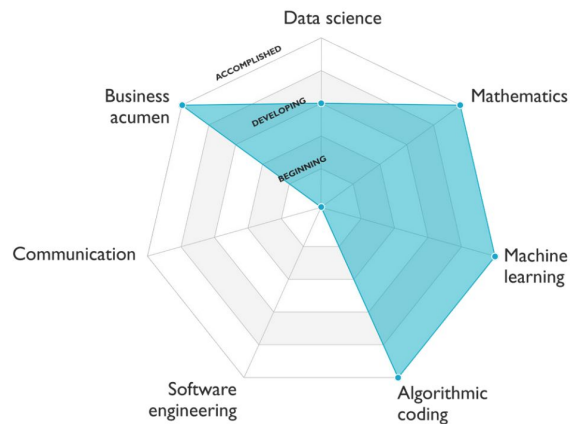 Data science
ACCOMPLISHED
Business
acumen
DEVELOPING
Mathematics
BEGINNING
Communication
Machine
learning
Software
engineering
Algorithmic
coding